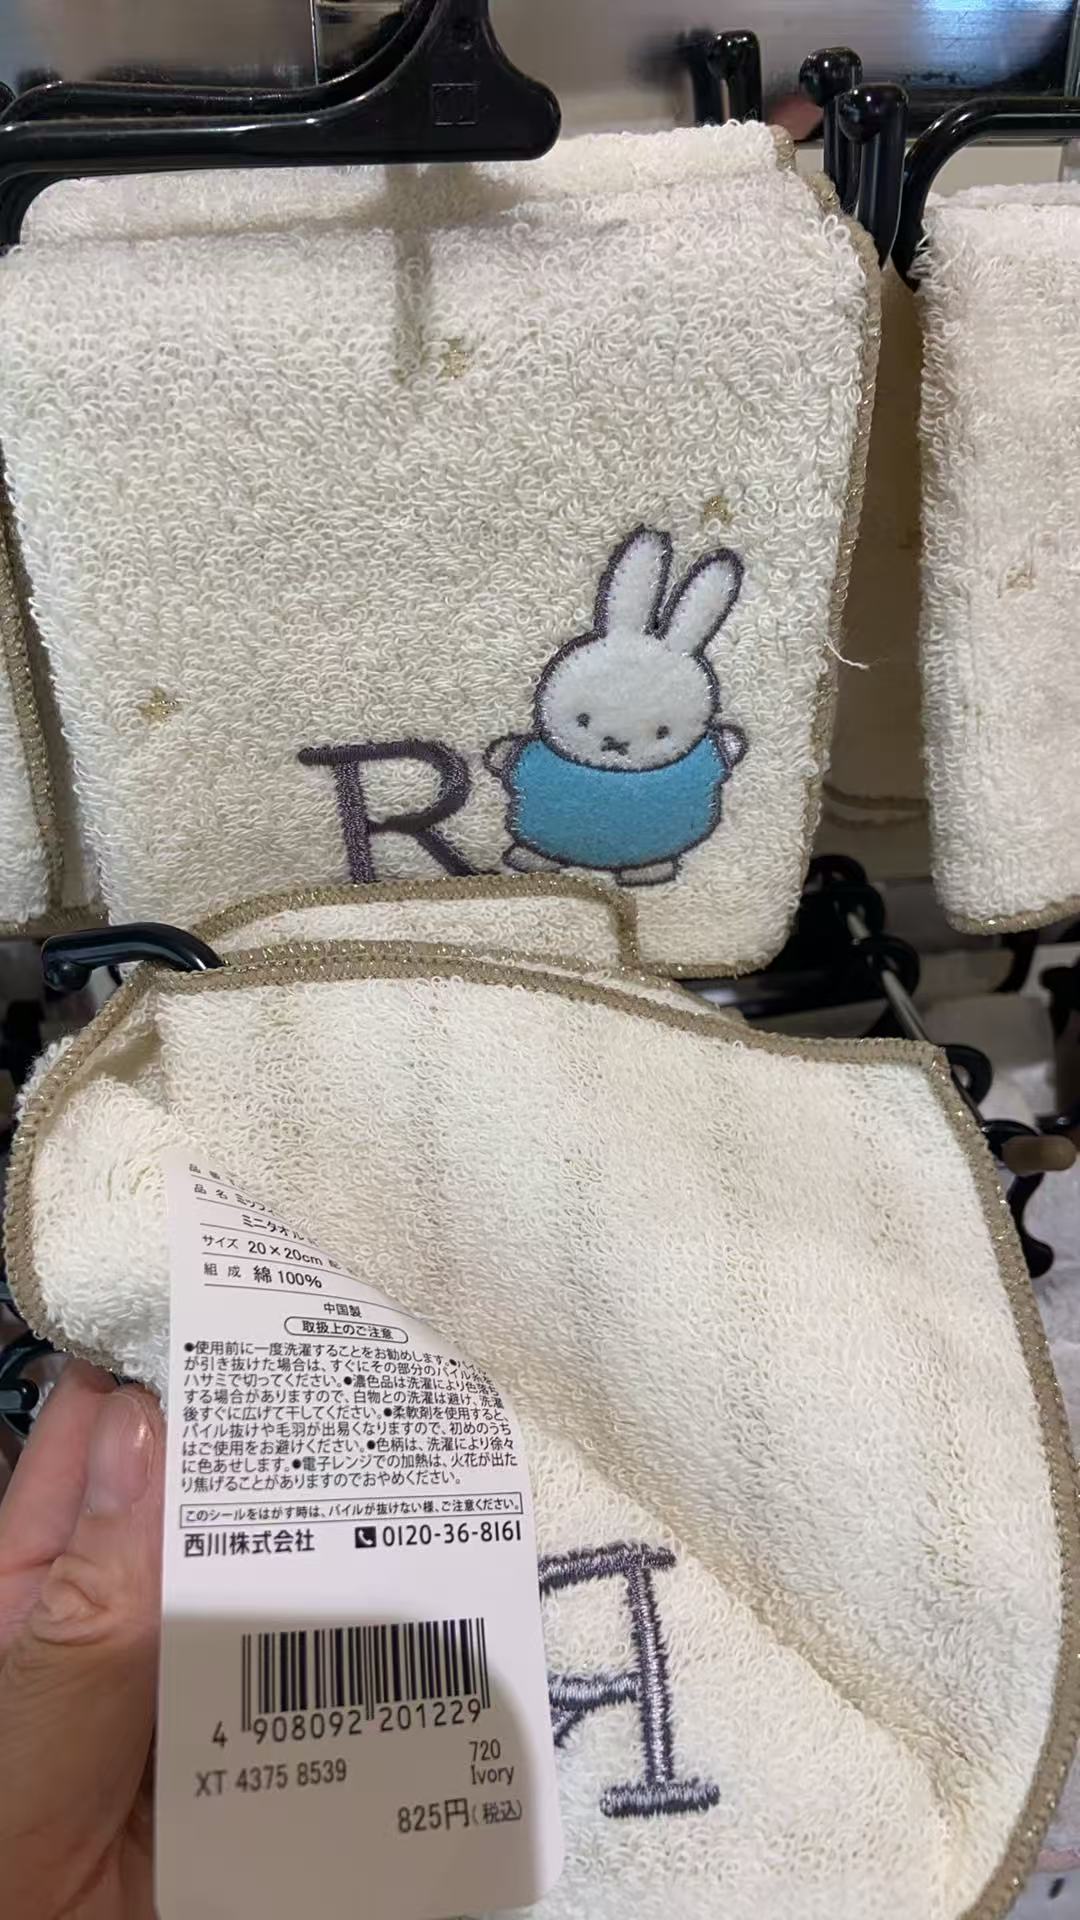 R
品番
品名 ミッフ
ミニタオル
サイズ 20×20cm
組成 綿100%
中国製
取扱上のご注意
●使用前に一度洗濯することをお勧めします。●パイ
が引き抜けた場合は、すぐにその部分のパイル糸を
ハサミで切ってください。●濃色品は洗濯により色落ち
する場合がありますので、白物との洗濯は避け、洗濯
後すぐに広げて干してください。●柔軟剤を使用すると、
パイル抜けや毛羽が出易くなりますので、初めのうち
はご使用をお避けください。●色柄は、洗濯により徐々
に色あせします。●電子レンジでの加熱は、火花が出た
り焦げることがありますのでおやめください。
このシールをはがす時は、パイルが抜けない様、ご注意ください。
西川株式会社 0120-36-8161
4 908092 201229
XT 4375 8539
720
Ivory
825円(税込)
R